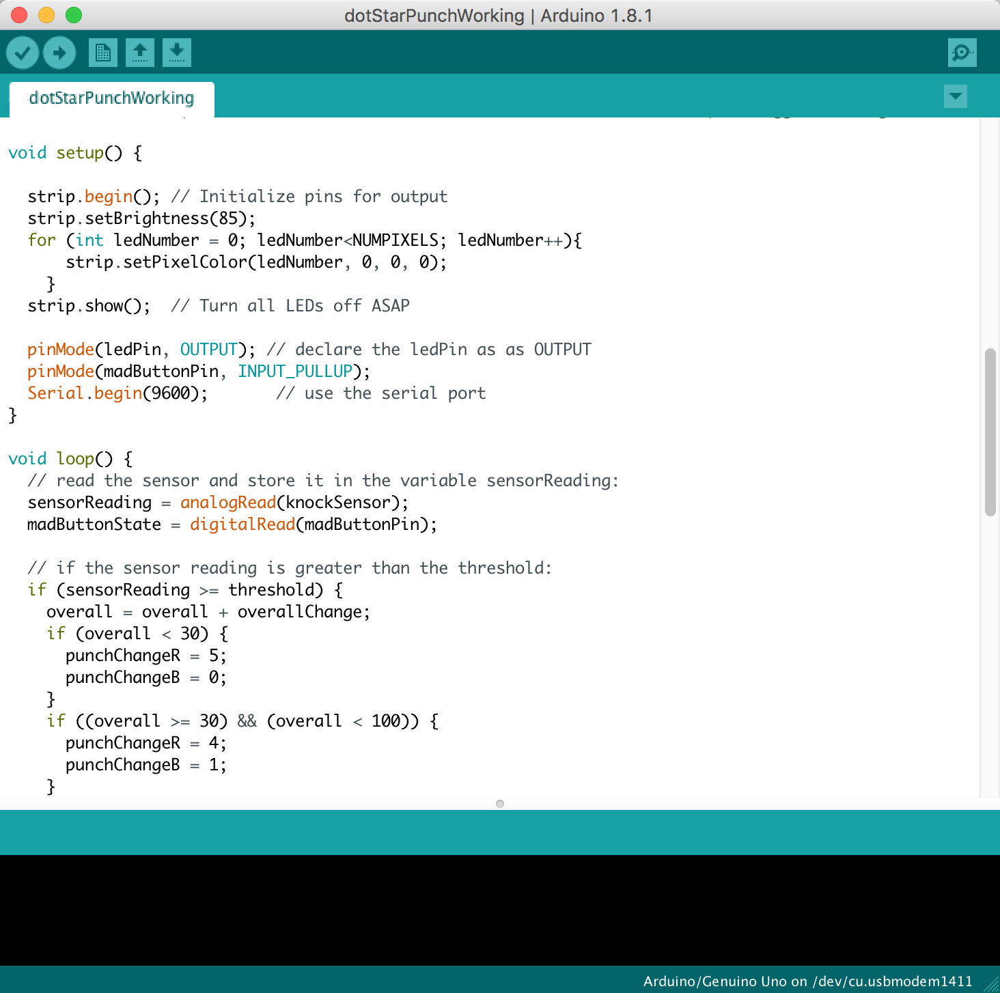 dotStarPunchWorking | Arduino 1.8.1
dotStarPunchWorking
void setup() {
strip.begin(); // Initialize pins for output
strip.setBrightness(85);
for (int ledNumber = 0; ledNumber<NUMPIXELS; ledNumber++){
strip.setPixelColor(ledNumber, 0, 0, 0);
}
strip.show();  // Turn all LEDs off ASAP
pinMode(ledPin, OUTPUT); // declare the ledPin as as OUTPUT
pinMode(madButtonPin, INPUT_PULLUP);
Serial.begin(9600);       // use the serial port
}
void loop() {
// read the sensor and store it in the variable sensorReading:
sensorReading = analogRead(knockSensor);
madButtonState = digitalRead(madButtonPin);
// if the sensor reading is greater than the threshold:
if (sensorReading >= threshold) {
overall = overall + overallChange;
if (overall < 30) {
punchChangeR = 5;
punchChangeB = 0;
}
if ((overall >= 30) && (overall < 100)) {
punchChangeR = 4;
punchChangeB = 1;
}
Arduino/Genuino Uno on /dev/cu.usbmodem1411